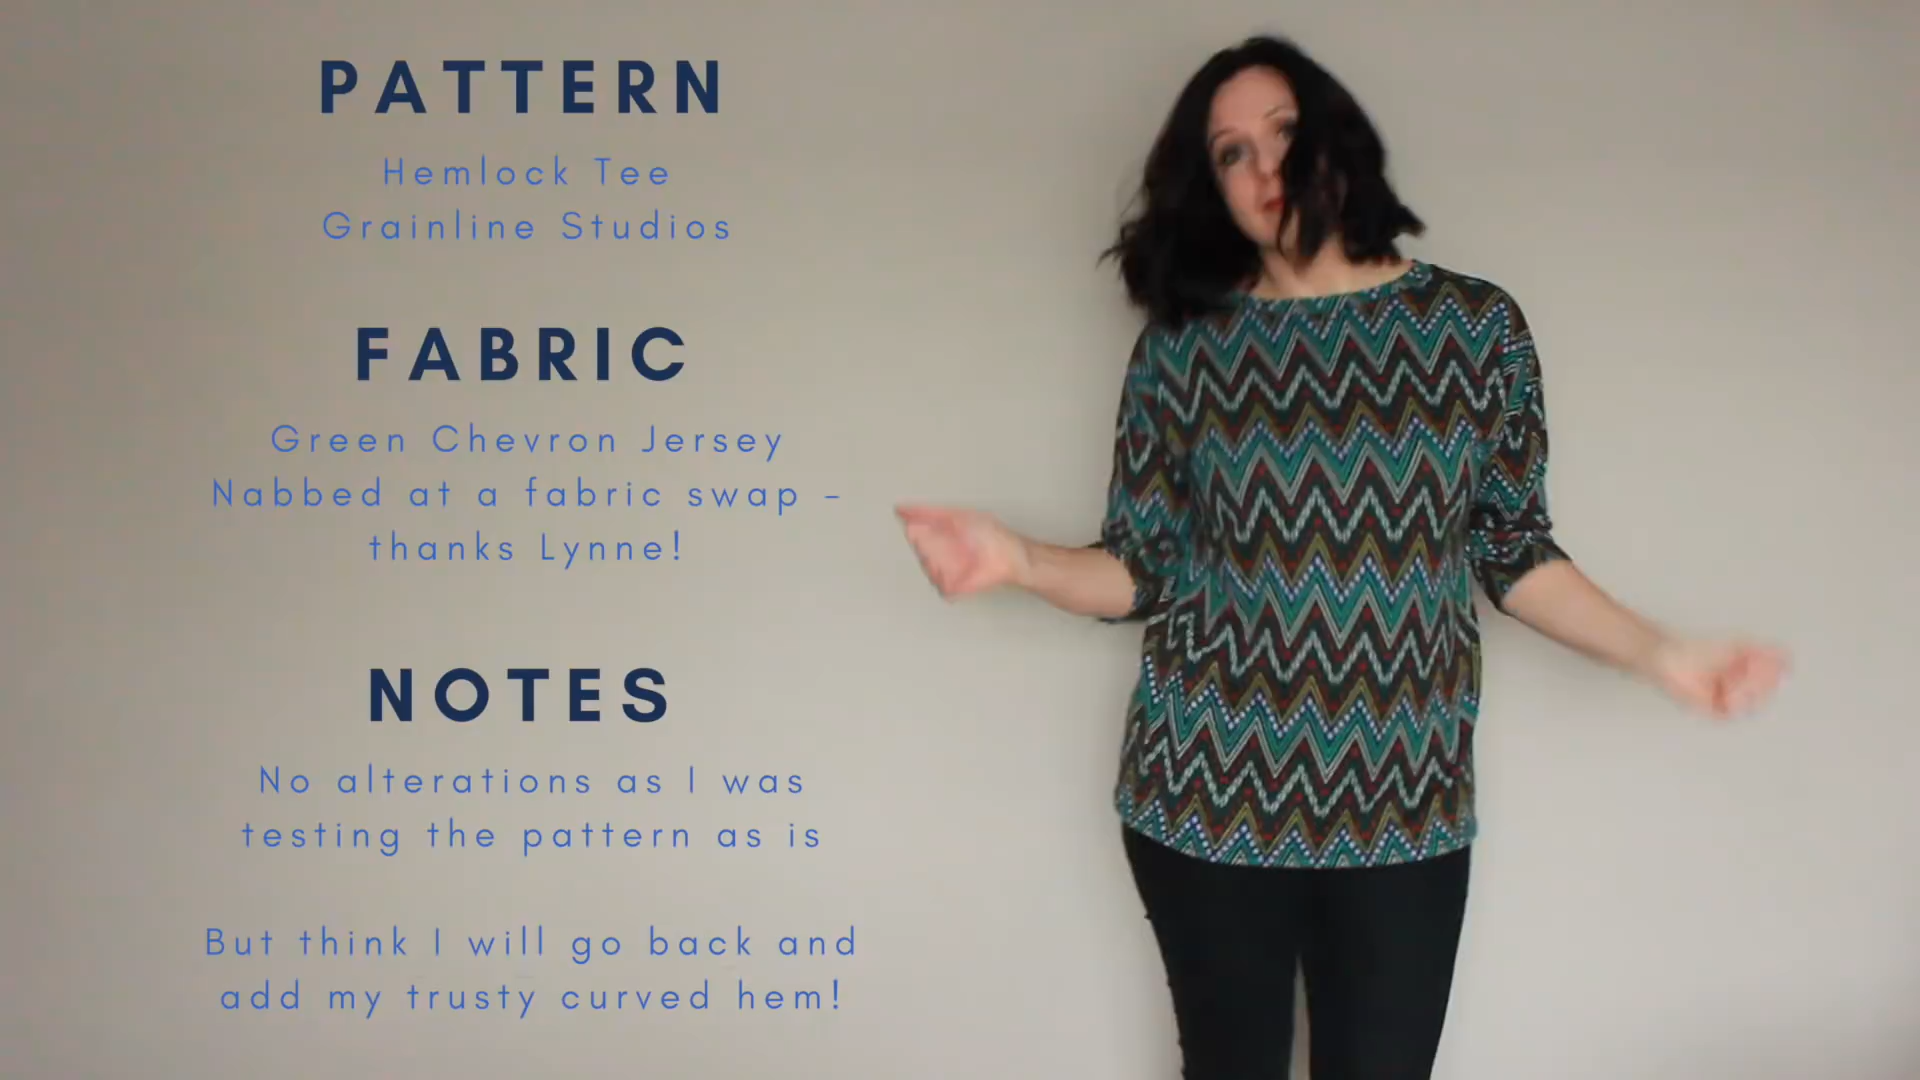 PATTERN
Hemlock Tee
Grainline Studios
FABRIC
Green Chevron Jersey
Nabbed at a fabric swap -
thanks Lynne!
NOTES
No alterations as I was
testing the pattern as is
But think I will go back and
add my trusty curved hem!